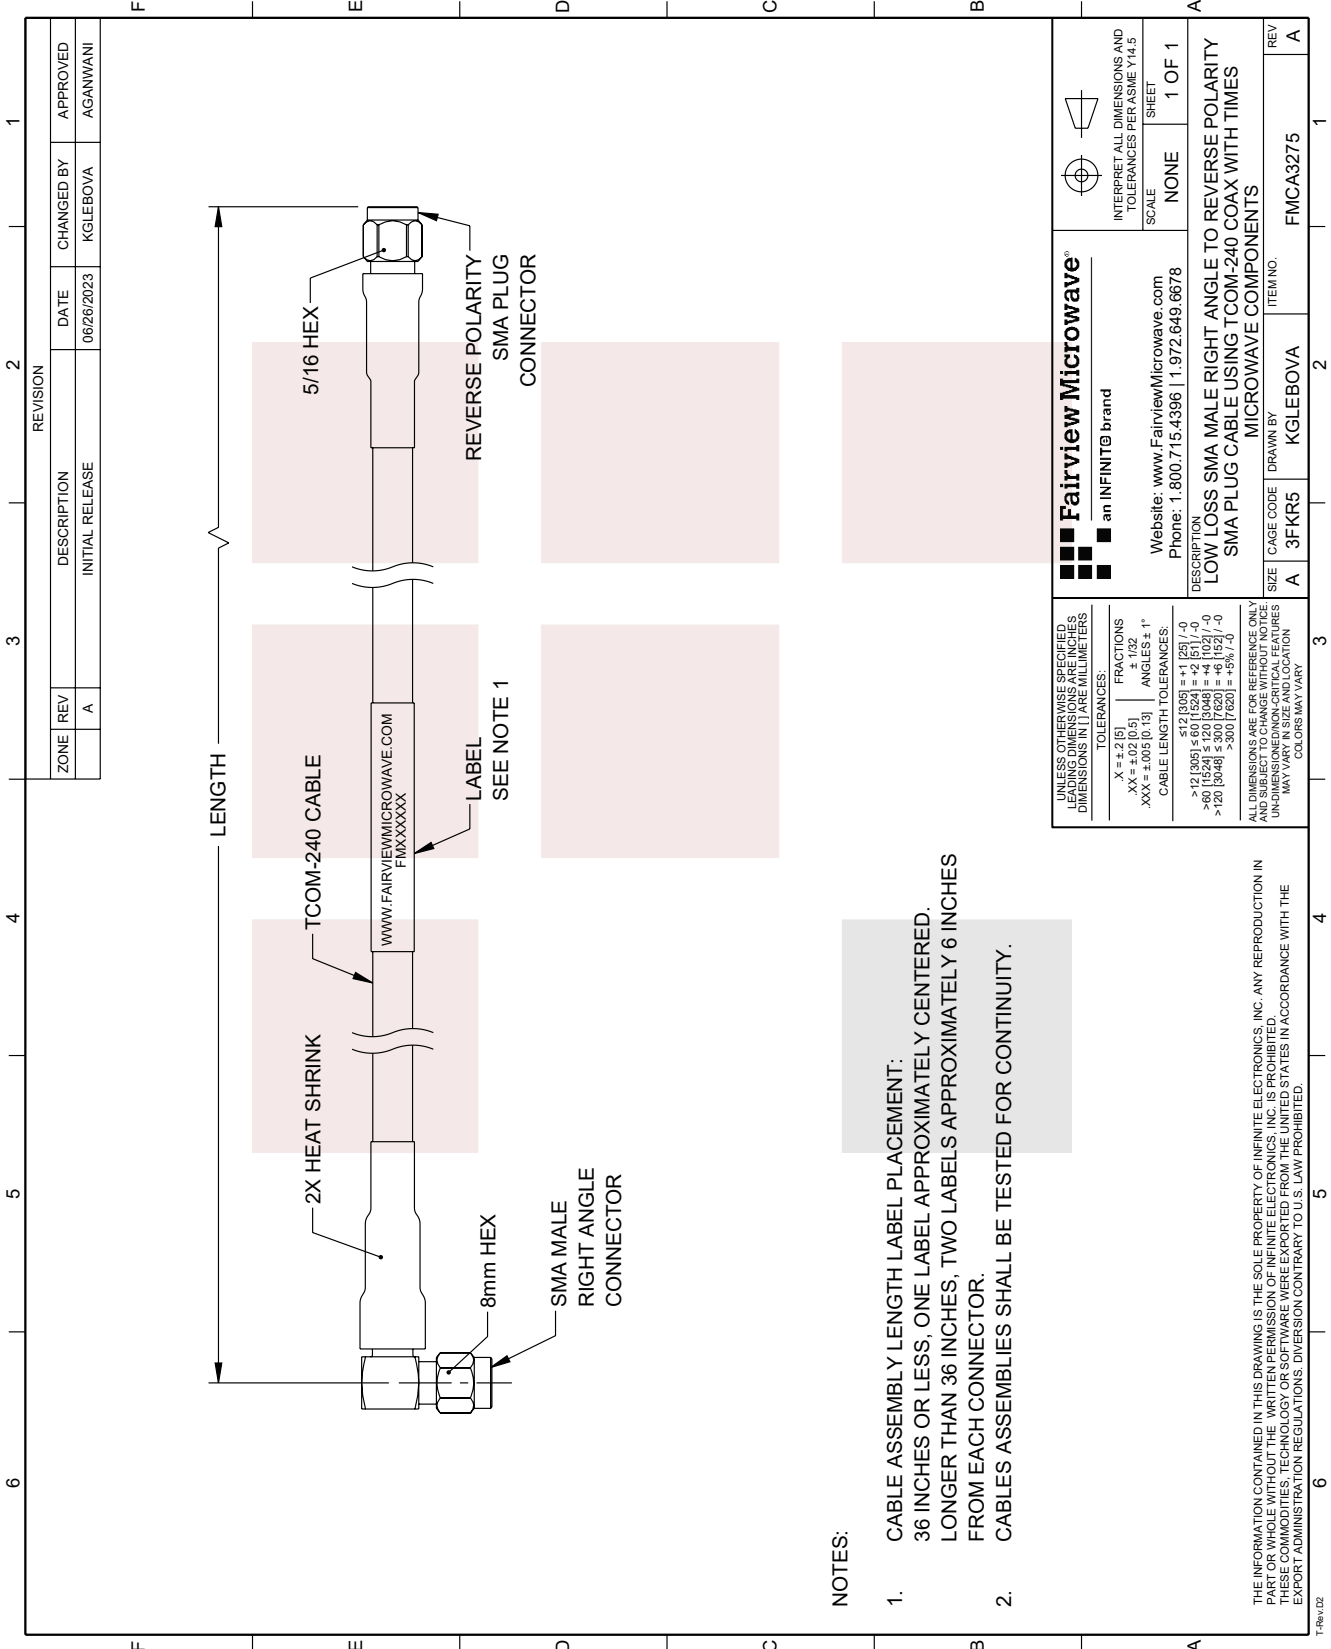 6
5
4
3
2
1
F
E
D
C
B
A
REVISION
ZONE REV DESCRIPTION DATE CHANGED BY APPROVED
A INITIAL RELEASE 06/26/2023 KGLEBOVA AGANWANI
LENGTH
2X HEAT SHRINK
TCOM-240 CABLE
5/16 HEX
WWW.FAIRVIEWMICROWAVE.COM
FMXXXXXX
8mm HEX
SMA MALE
RIGHT ANGLE
CONNECTOR
LABEL
SEE NOTE 1
REVERSE POLARITY
SMA PLUG
CONNECTOR
NOTES:
1. CABLE ASSEMBLY LENGTH LABEL PLACEMENT:
36 INCHES OR LESS, ONE LABEL APPROXIMATELY CENTERED.
LONGER THAN 36 INCHES, TWO LABELS APPROXIMATELY 6 INCHES
FROM EACH CONNECTOR.
2. CABLES ASSEMBLIES SHALL BE TESTED FOR CONTINUITY.
THE INFORMATION CONTAINED IN THIS DRAWING IS THE SOLE PROPERTY OF INFINITE ELECTRONICS, INC. ANY REPRODUCTION IN
PART OR WHOLE WITHOUT THE WRITTEN PERMISSION OF INFINITE ELECTRONICS, INC. IS PROHIBITED.
THESE COMMODITIES, TECHNOLOGY OR SOFTWARE WERE EXPORTED FROM THE UNITED STATES IN ACCORDANCE WITH THE
EXPORT ADMINISTRATION REGULATIONS. DIVERSION CONTRARY TO U.S. LAW PROHIBITED.
UNLESS OTHERWISE SPECIFIED
LEADING DIMENSIONS ARE INCHES
DIMENSIONS IN [ ] ARE MILLIMETERS
TOLERANCES:
.X = ±.2 [5] FRACTIONS
.XX = ±.02 [0.5] ± 1/32
.XXX = ±.005 [0.13] ANGLES ± 1°
CABLE LENGTH TOLERANCES:
≤12 [305] = +1 [25] / -0
>12 [305] ≤ 60 [1524] = +2 [51] / -0
>60 [1524] ≤ 120 [3048] = +4 [102] / -0
>120 [3048] ≤ 300 [7620] = +6 [152] / -0
>300 [7620] = +5% / -0
ALL DIMENSIONS ARE FOR REFERENCE ONLY
AND SUBJECT TO CHANGE WITHOUT NOTICE.
UN-DIMENSIONED/NON-CRITICAL FEATURES
MAY VARY IN SIZE AND LOCATION
COLORS MAY VARY
Fairview Microwave®
an INFINIT® brand
Website: www.FairviewMicrowave.com
Phone: 1.800.715.4396 | 1.972.649.6678
INTERPRET ALL DIMENSIONS AND
TOLERANCES PER ASME Y14.5
SCALE
NONE
SHEET
1 OF 1
DESCRIPTION
LOW LOSS SMA MALE RIGHT ANGLE TO REVERSE POLARITY
SMA PLUG CABLE USING TCOM-240 COAX WITH TIMES
MICROWAVE COMPONENTS
SIZE CAGE CODE DRAWN BY ITEM NO. REV
A 3FKR5 KGLEBOVA FMCA3275 A
6
5
4
3
2
1
F
E
D
C
B
A
T-Rev.D2